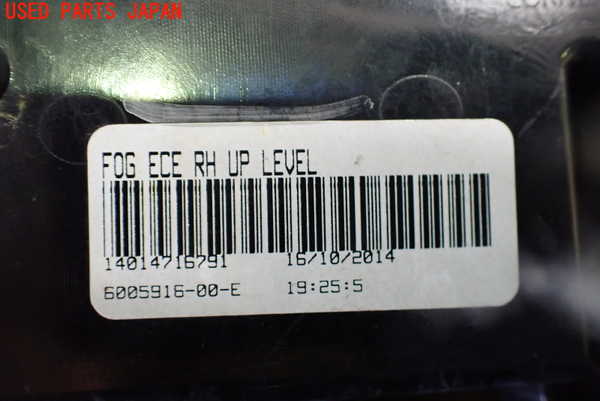 USED PARTS JAPAN
FOG ECE RH UP LEVEL
14014716791 16/10/2014
6005916-00-E 19:25:5